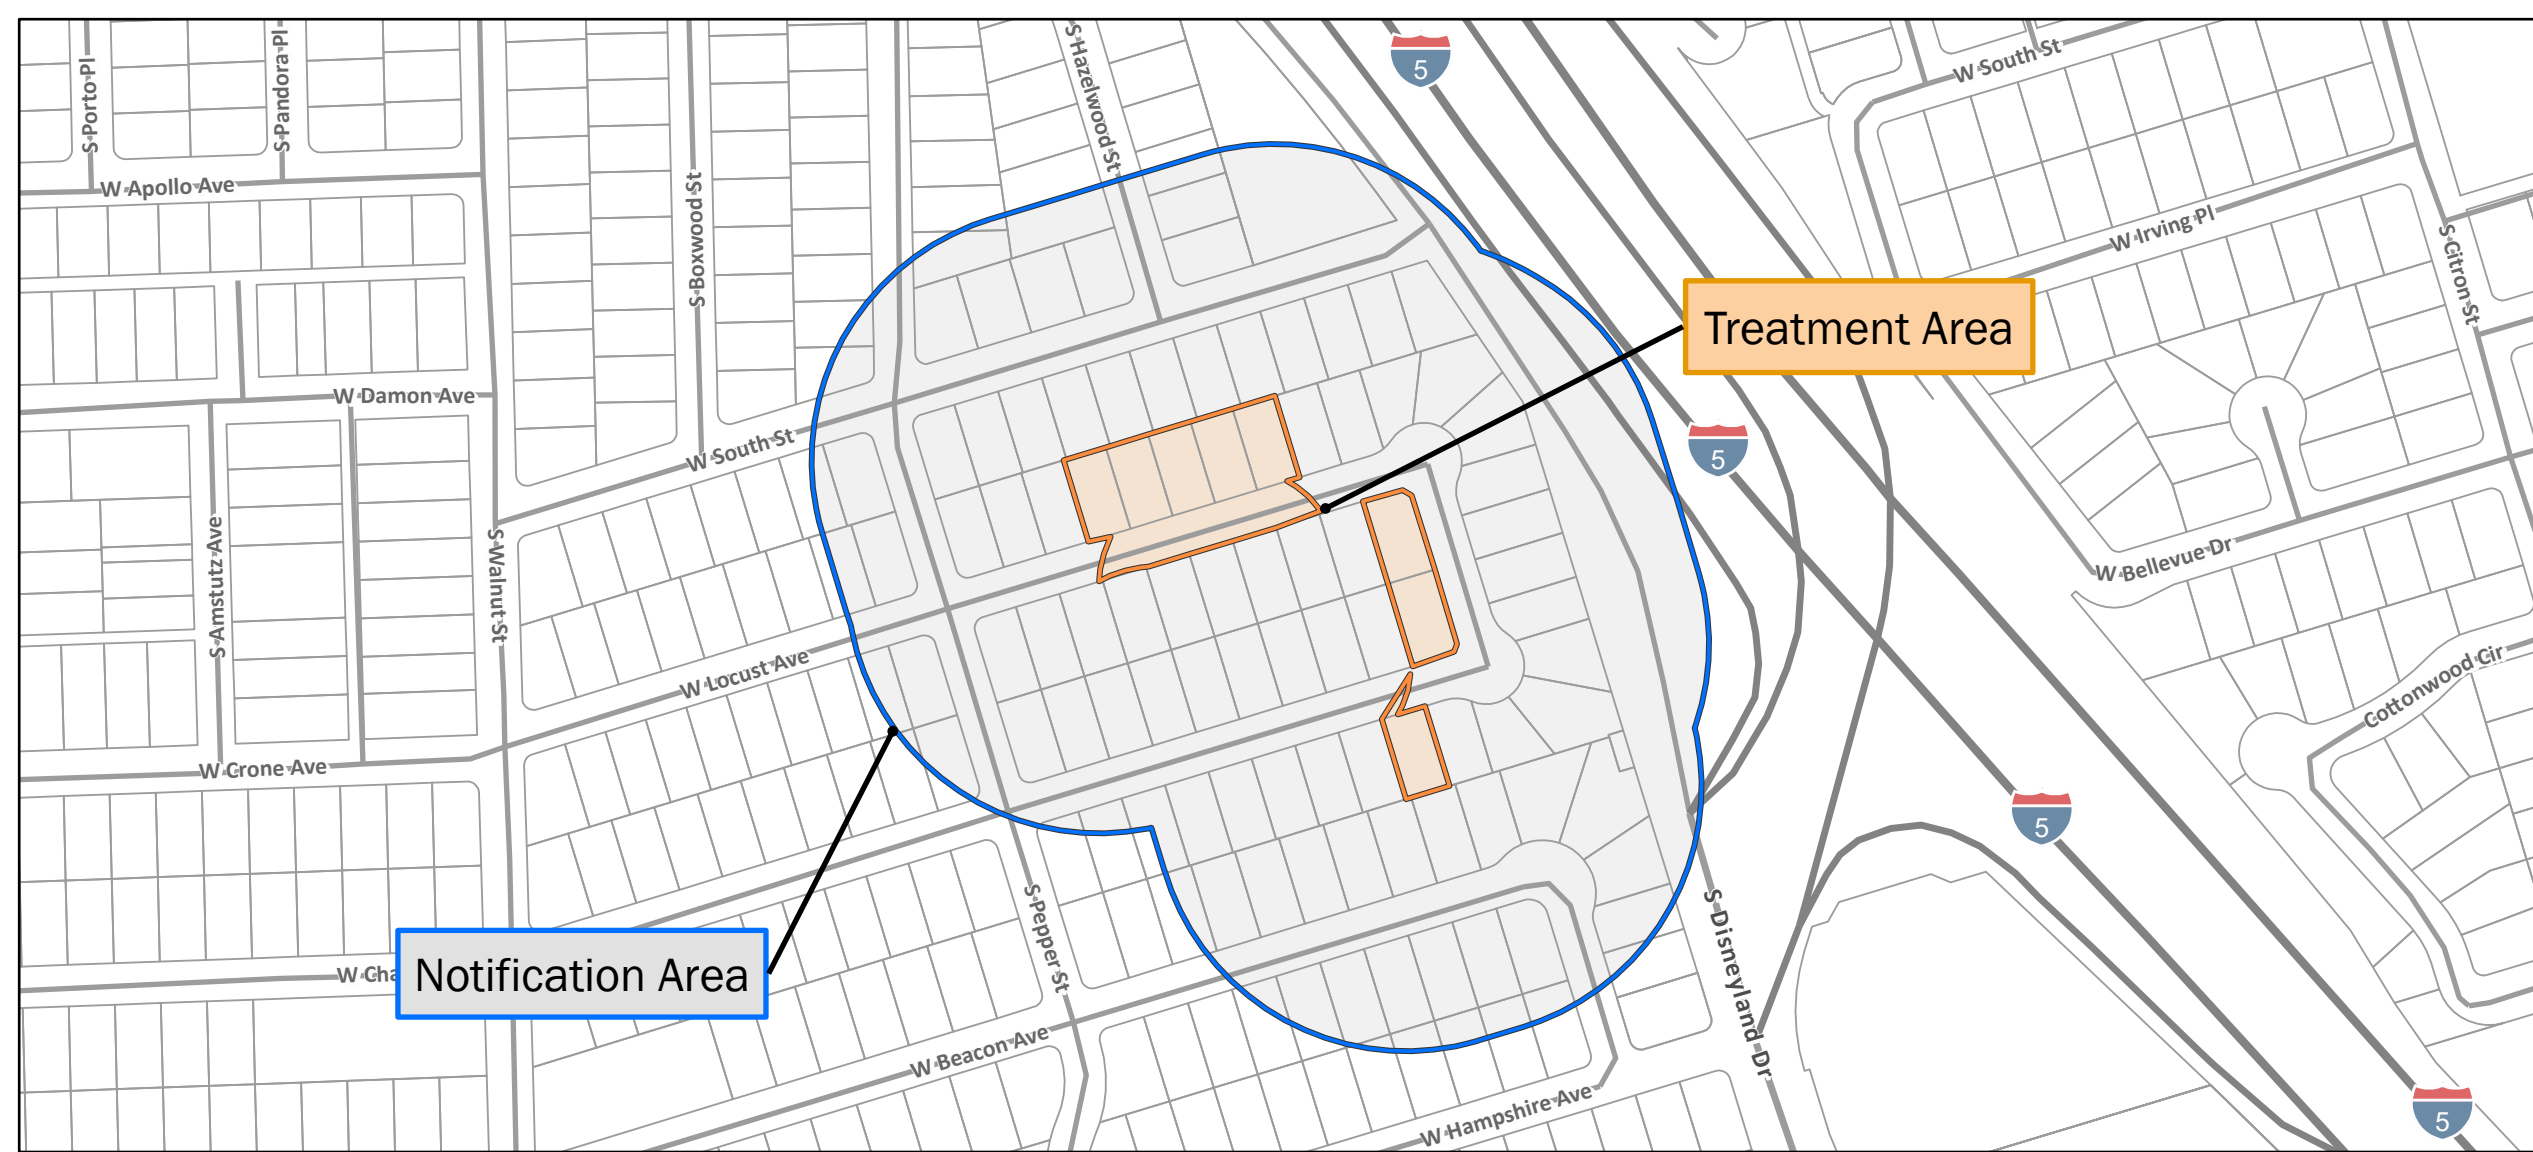 S Porto Pl
S Pandora Pl
S Hazelwood St
5
W South St
W Apollo Ave
S Boxwood St
W Irving Pl
S Citron St
Treatment Area
W Damon Ave
W South St
5
S Amstutz Ave
S Walnut St
W Bellevue Dr
W Locust Ave
Cottonwood Cir
W Crone Ave
5
S Pepper St
S Disneyland Dr
W Cha
Notification Area
W Beacon Ave
W Hampshire Ave
5